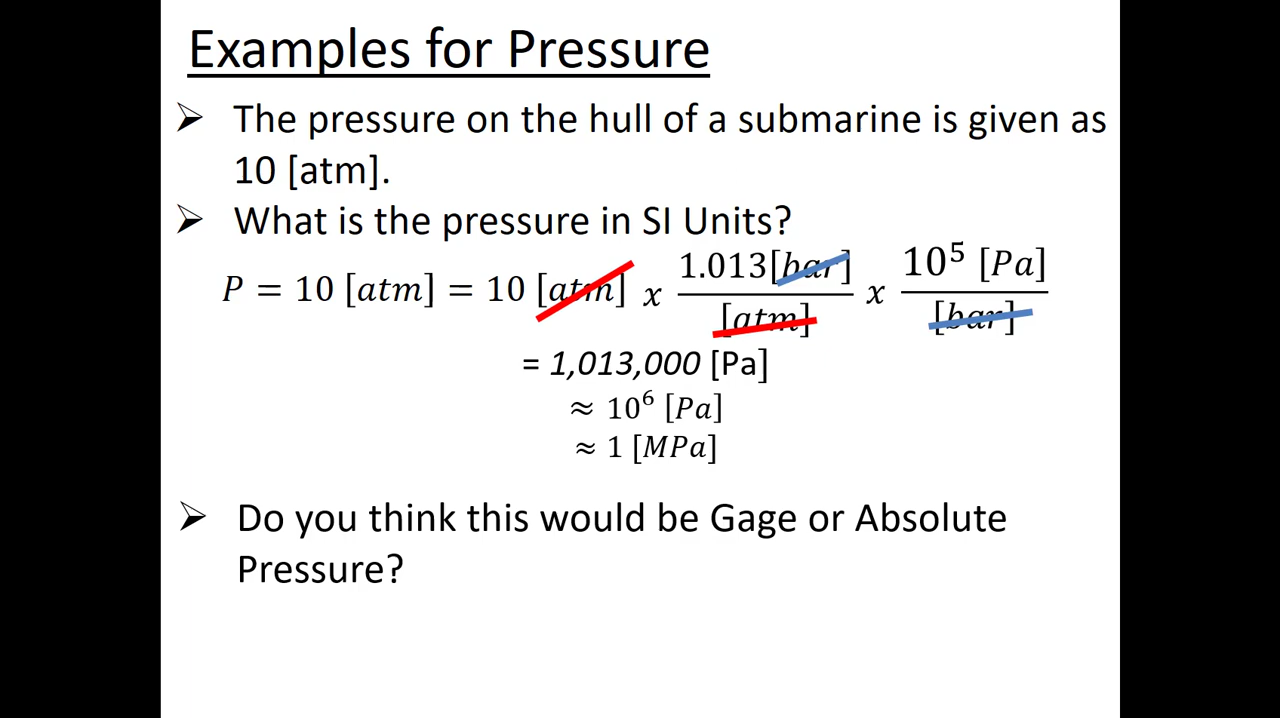 Examples for Pressure
➢ The pressure on the hull of a submarine is given as
10 [atm].
➢ What is the pressure in SI Units?
P = 10 [atm] = 10 [atm] x 1.013[bar]/[atm] x 10⁵ [Pa]/[bar]
= 1,013,000 [Pa]
≈ 10⁶ [Pa]
≈ 1 [MPa]
➢ Do you think this would be Gage or Absolute
Pressure?